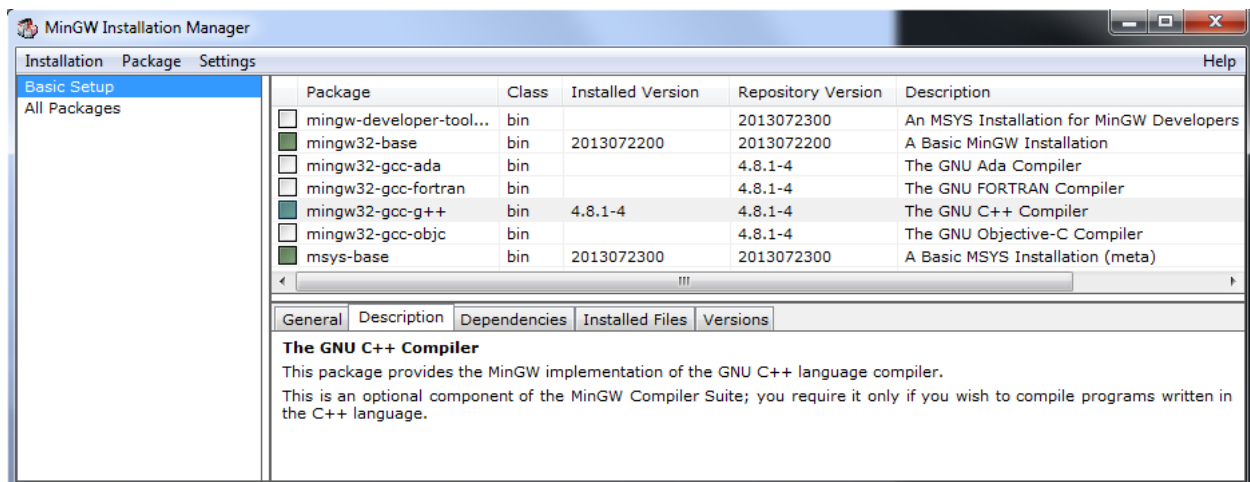 MinGW Installation Manager
Installation Package Settings Help
Basic Setup
All Packages
Package Class Installed Version Repository Version Description
mingw-developer-tool... bin 2013072300 An MSYS Installation for MinGW Developers
mingw32-base bin 2013072200 2013072200 A Basic MinGW Installation
mingw32-gcc-ada bin 4.8.1-4 The GNU Ada Compiler
mingw32-gcc-fortran bin 4.8.1-4 The GNU FORTRAN Compiler
mingw32-gcc-g++ bin 4.8.1-4 4.8.1-4 The GNU C++ Compiler
mingw32-gcc-objc bin 4.8.1-4 The GNU Objective-C Compiler
msys-base bin 2013072300 2013072300 A Basic MSYS Installation (meta)
General Description Dependencies Installed Files Versions
The GNU C++ Compiler
This package provides the MinGW implementation of the GNU C++ language compiler.
This is an optional component of the MinGW Compiler Suite; you require it only if you wish to compile programs written in
the C++ language.